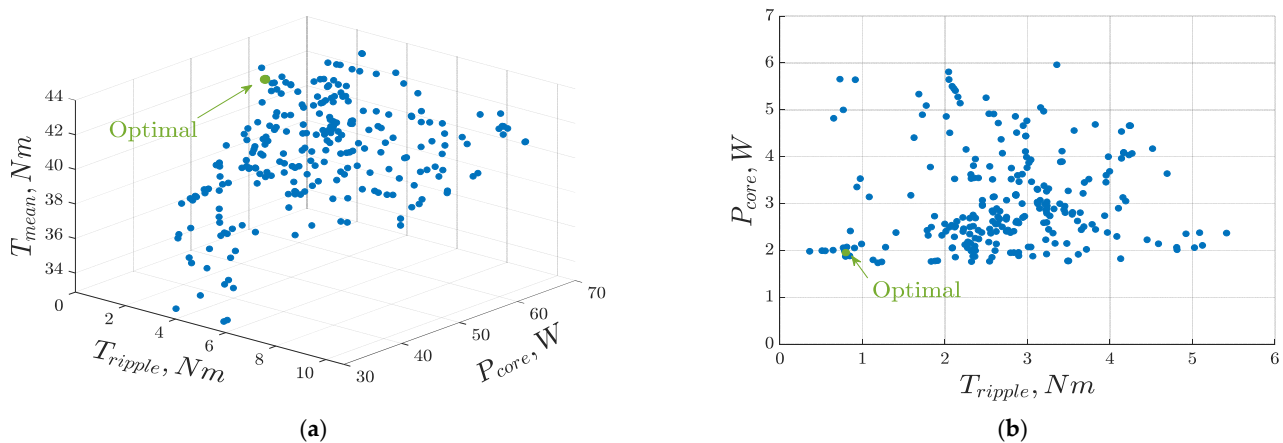 44
42
40
38
36
34
T_mean, Nm
Optimal
0
2
4
6
8
10
T_ripple, Nm
30
40
50
60
70
P_core, W
(a)
7
6
5
4
3
2
1
0
P_core, W
Optimal
0 1 2 3 4 5 6
T_ripple, Nm
(b)